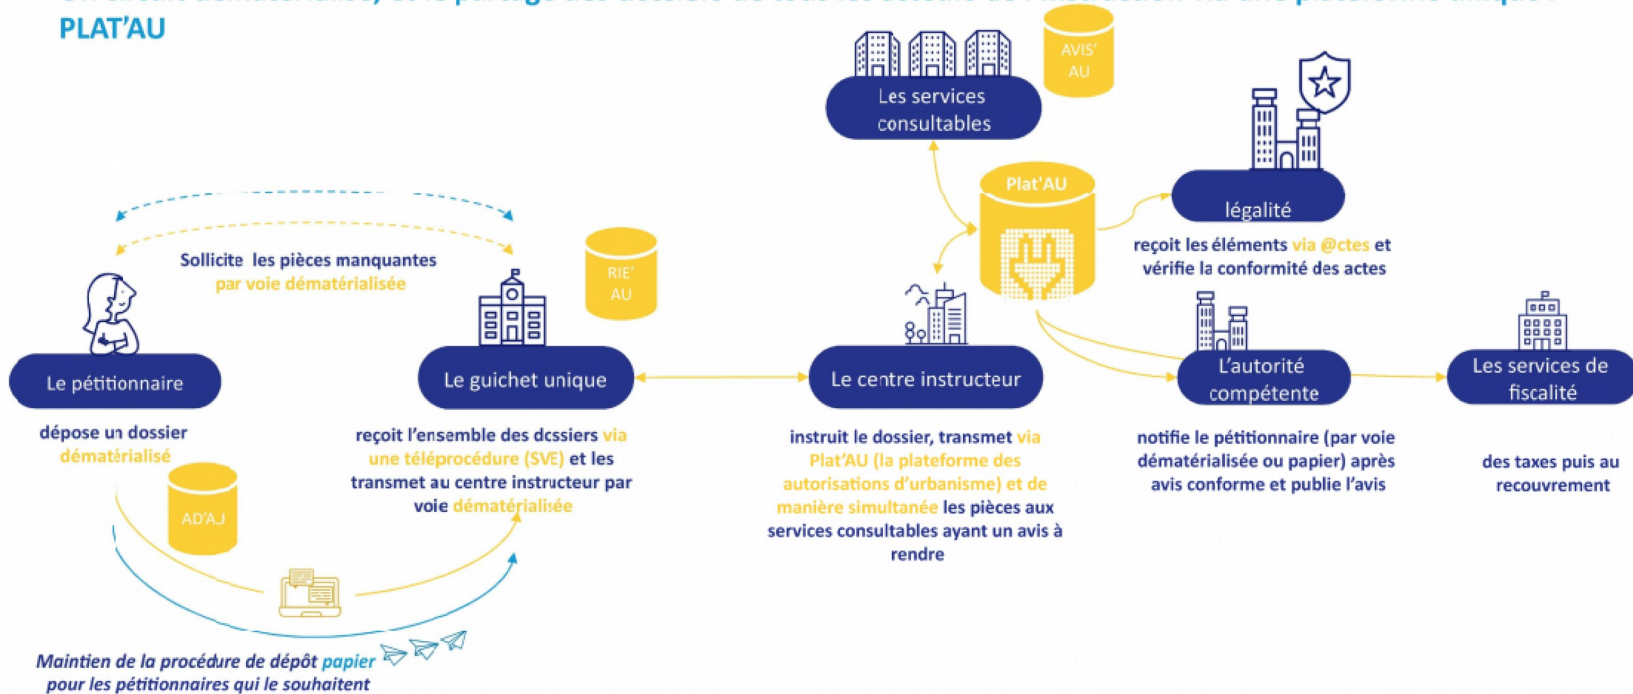 PLAT'AU
AVIS'
AU
Les services
consultables
Plat'AU
légalité
reçoit les éléments via @ctes et
vérifie la conformité des actes
Sollicite les pièces manquantes
par voie dématérialisée
RIE'
AU
Le pétitionnaire
dépose un dossier
dématérialisé
AD'AU
Le guichet unique
reçoit l'ensemble des dossiers via
une téléprocédure (SVE) et les
transmet au centre instructeur par
voie dématérialisée
Le centre instructeur
instruit le dossier, transmet via
Plat'AU (la plateforme des
autorisations d'urbanisme) et de
manière simultanée les pièces aux
services consultables ayant un avis à
rendre
L'autorité
compétente
notifie le pétitionnaire (par voie
dématérialisée ou papier) après
avis conforme et publie l'avis
Les services de
fiscalité
des taxes puis au
recouvrement
Maintien de la procédure de dépôt papier
pour les pétitionnaires qui le souhaitent